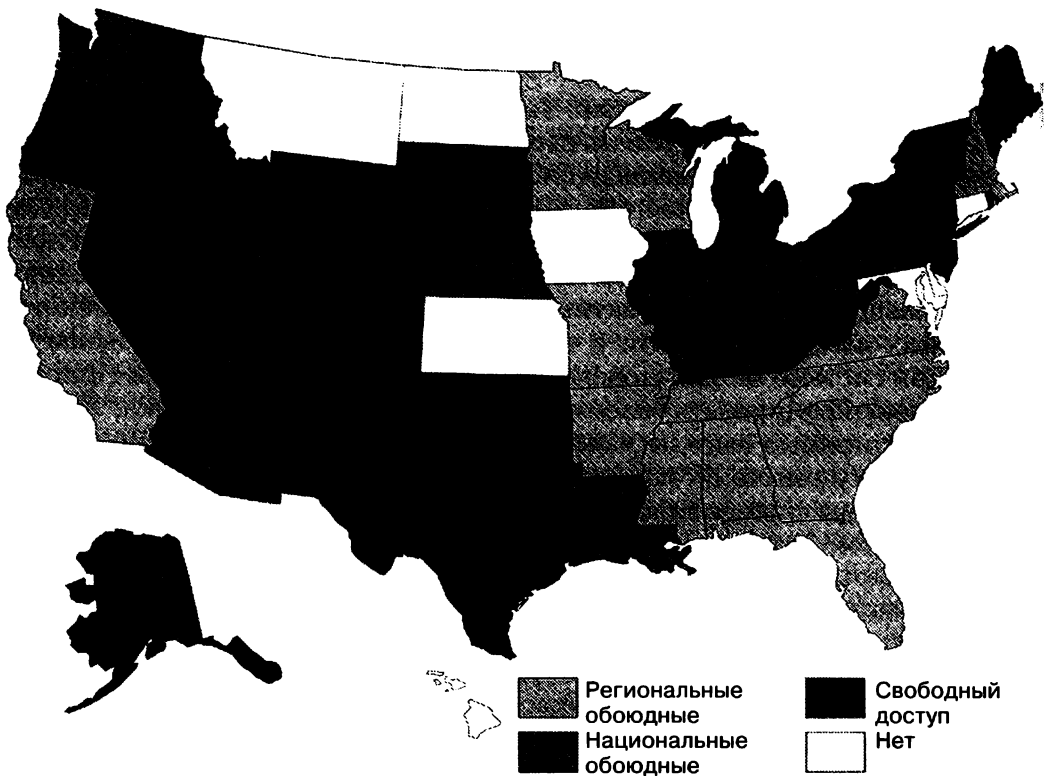 Региональные
обоюдные
Национальные
обоюдные
Свободный
доступ
Нет